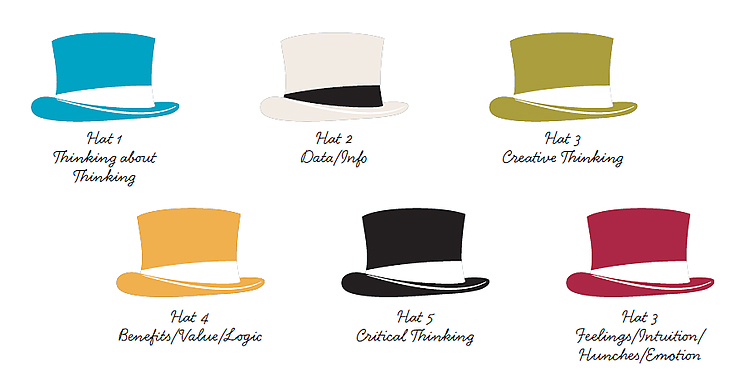 Hat 1
Thinking about
Thinking
Hat 2
Data/Info
Hat 3
Creative Thinking
Hat 4
Benefits/Value/Logic
Hat 5
Critical Thinking
Hat 3
Feelings/Intuition/
Hunches/Emotion